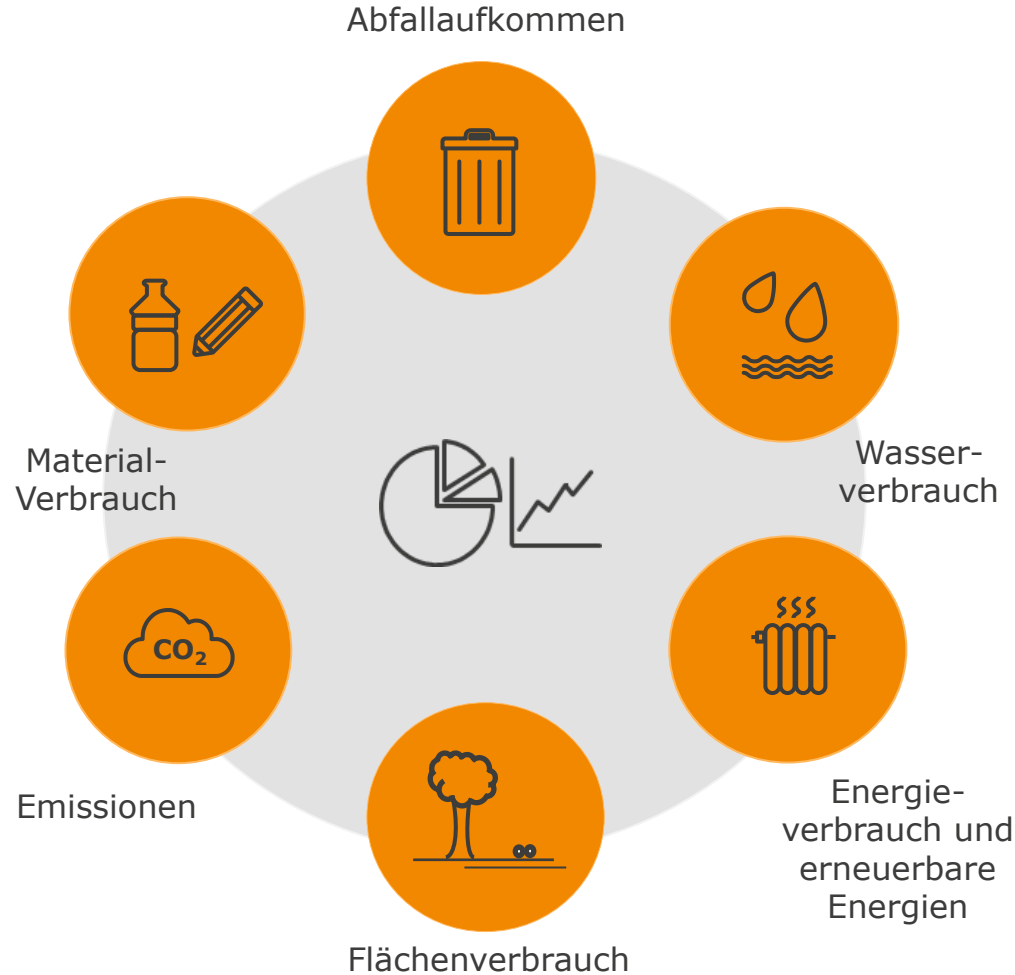 Abfallaufkommen
Material-
Verbrauch
Wasser-
verbrauch
CO₂
Emissionen
Energie-
verbrauch und
erneuerbare
Energien
Flächenverbrauch